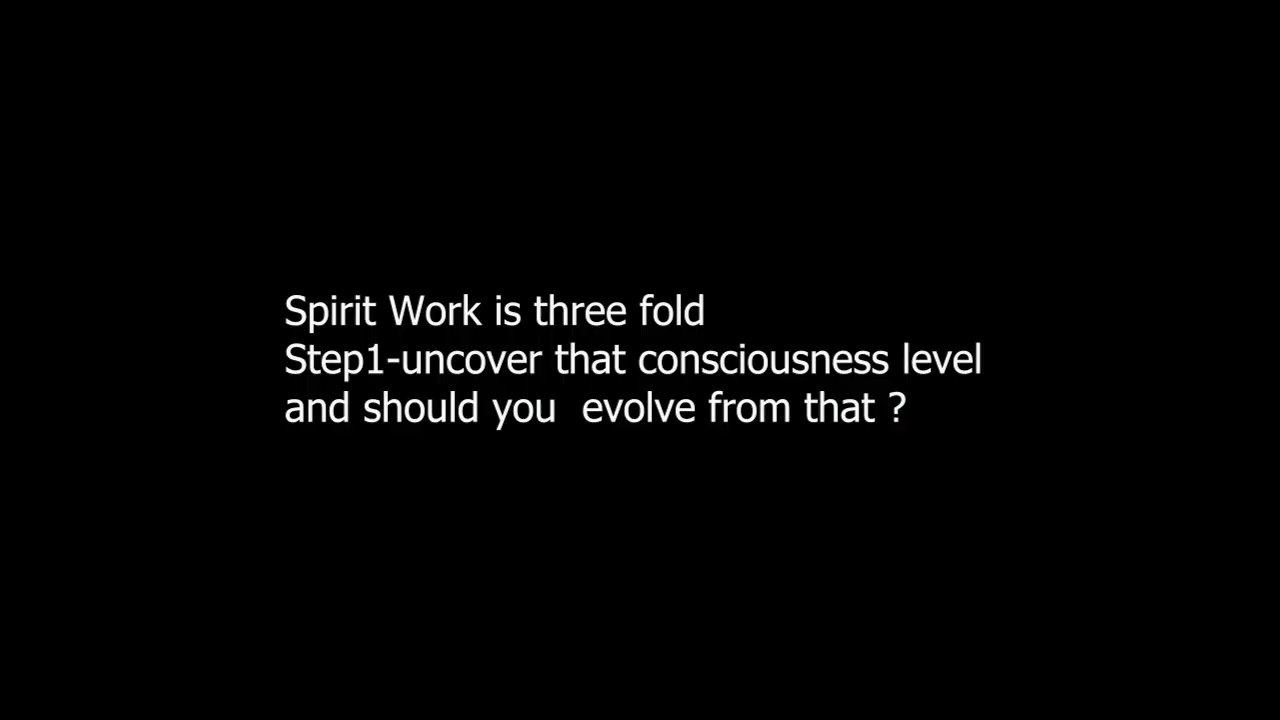 Spirit Work is three fold
Step1-uncover that consciousness level
and should you  evolve from that ?